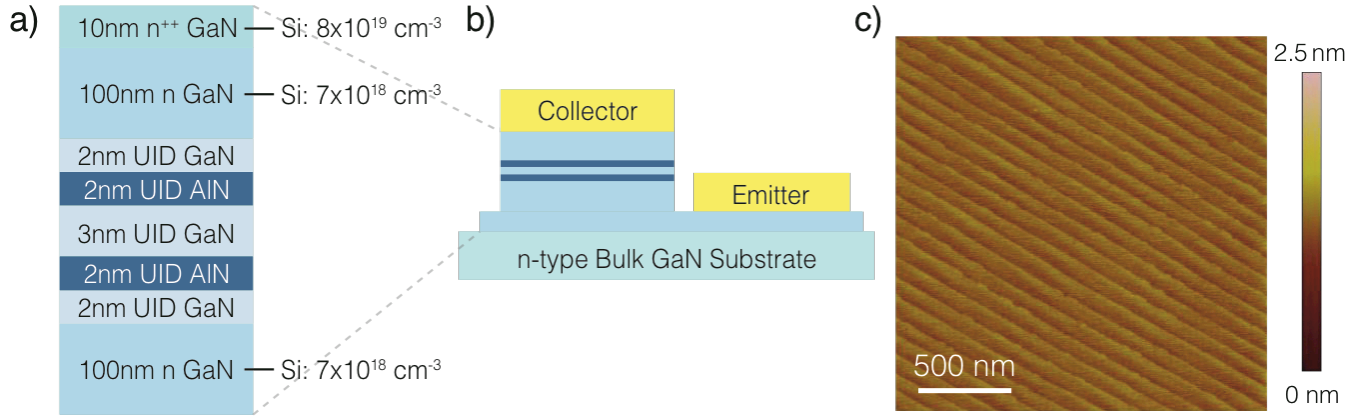 a)
10nm n⁺⁺ GaN
Si: 8x10¹⁹ cm⁻³
100nm n GaN
Si: 7x10¹⁸ cm⁻³
2nm UID GaN
2nm UID AlN
3nm UID GaN
2nm UID AlN
2nm UID GaN
100nm n GaN
Si: 7x10¹⁸ cm⁻³
b)
Collector
Emitter
n-type Bulk GaN Substrate
c)
2.5 nm
500 nm
0 nm